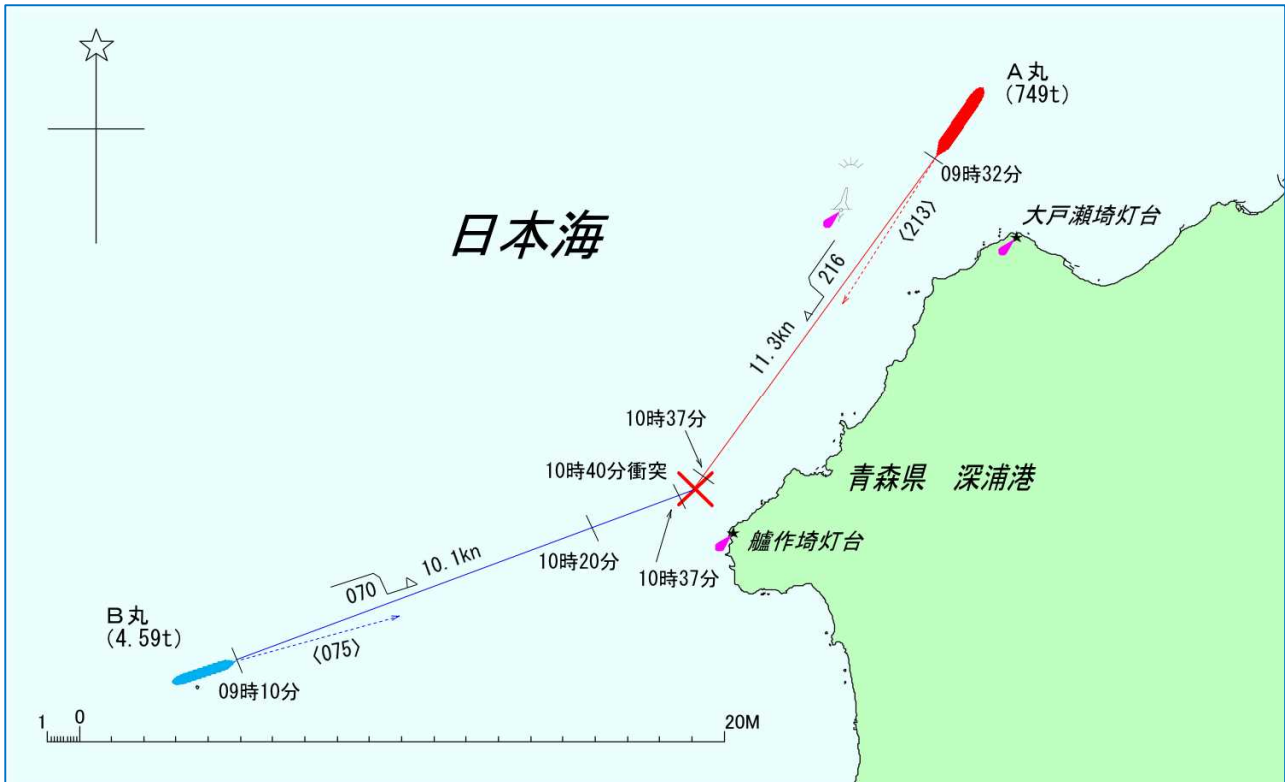 A丸
(749t)
09時32分
大戸瀬埼灯台
〈213〉
日本海
216
11.3kn
10時37分
10時40分衝突
青森県 深浦港
艫作埼灯台
10時20分
10時37分
10.1kn
070
B丸
(4.59t)
〈075〉
09時10分
1 0 20M